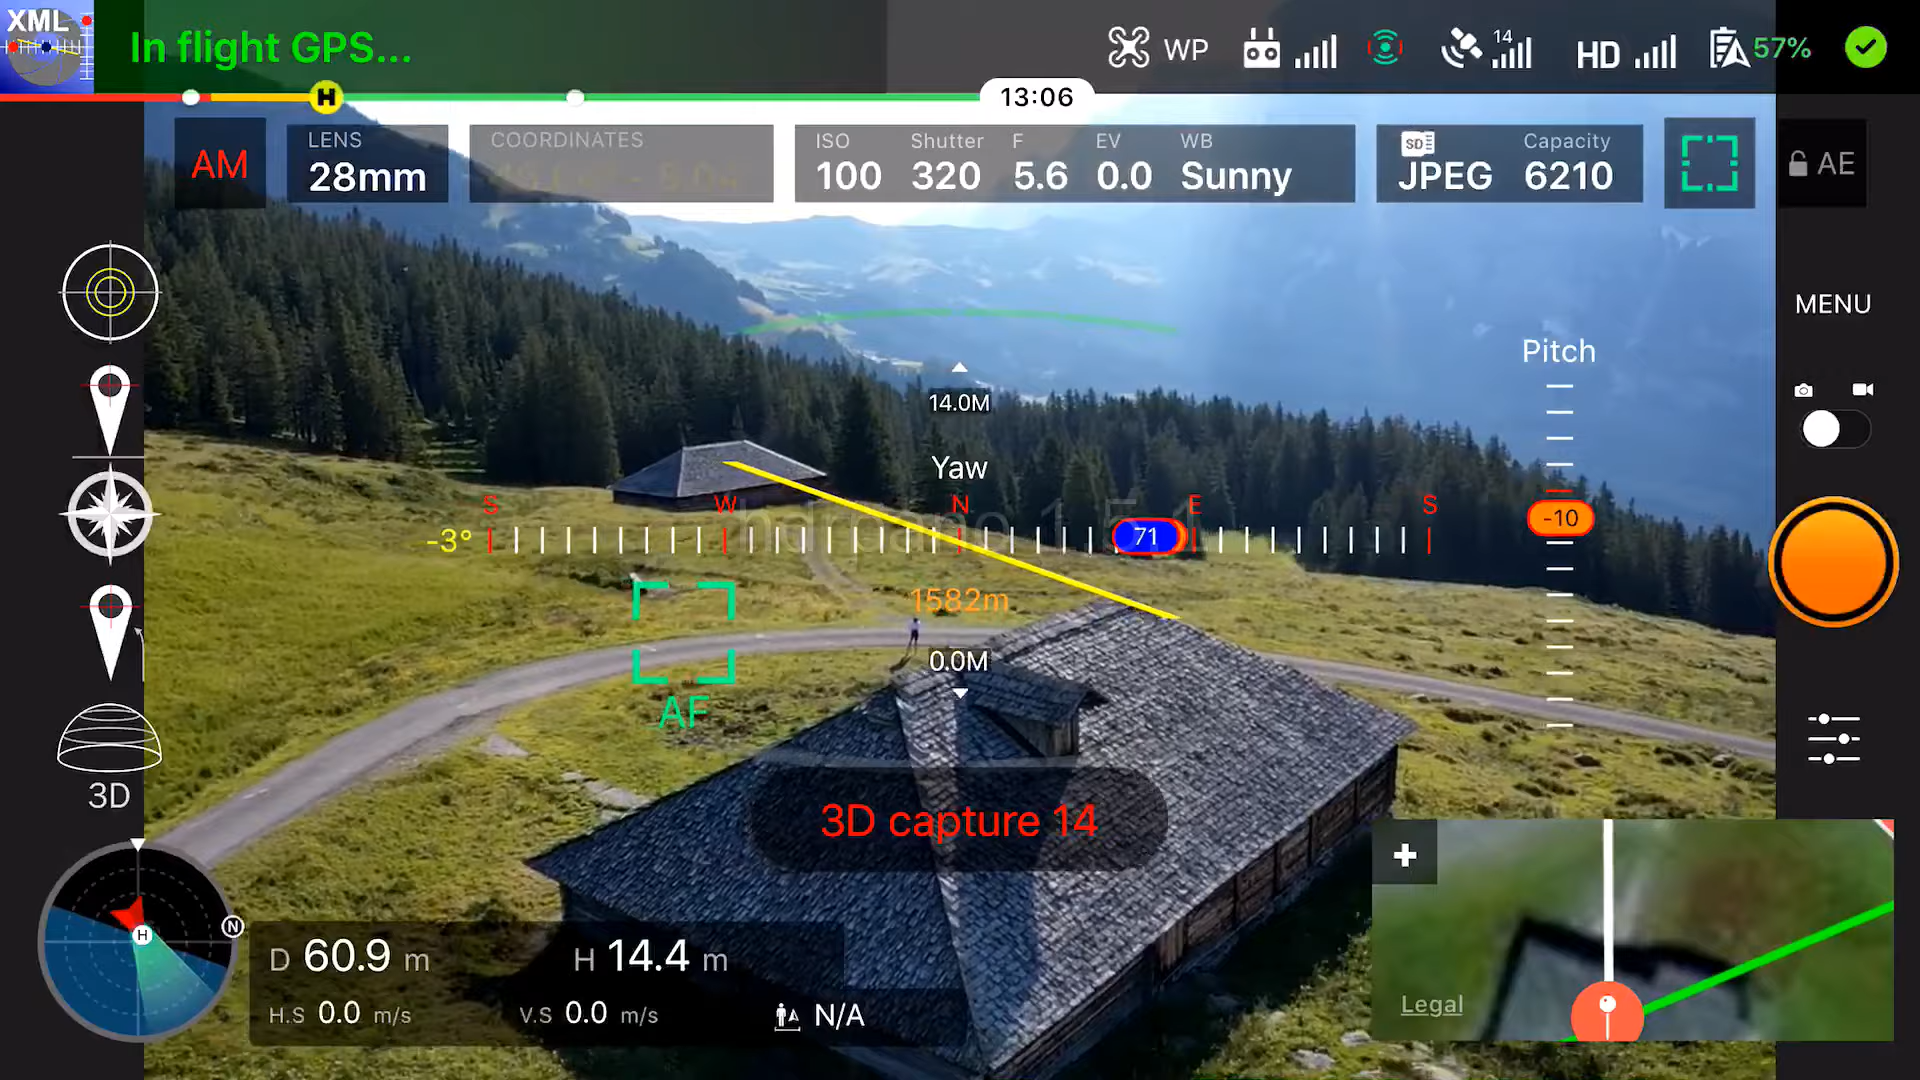 XML
In flight GPS...
WP
14
HD
57%
H
13:06
AM
LENS
28mm
COORDINATES
ISO
100
Shutter
320
F
5.6
EV
0.0
WB
Sunny
SD
JPEG
Capacity
6210
AE
MENU
Pitch
14.0M
Yaw
S
W
N
E
S
-3°
71
-10
1582m
0.0M
AF
3D
3D capture 14
N
H
D 60.9 m
H 14.4 m
H.S 0.0 m/s
V.S 0.0 m/s
N/A
+
Legal